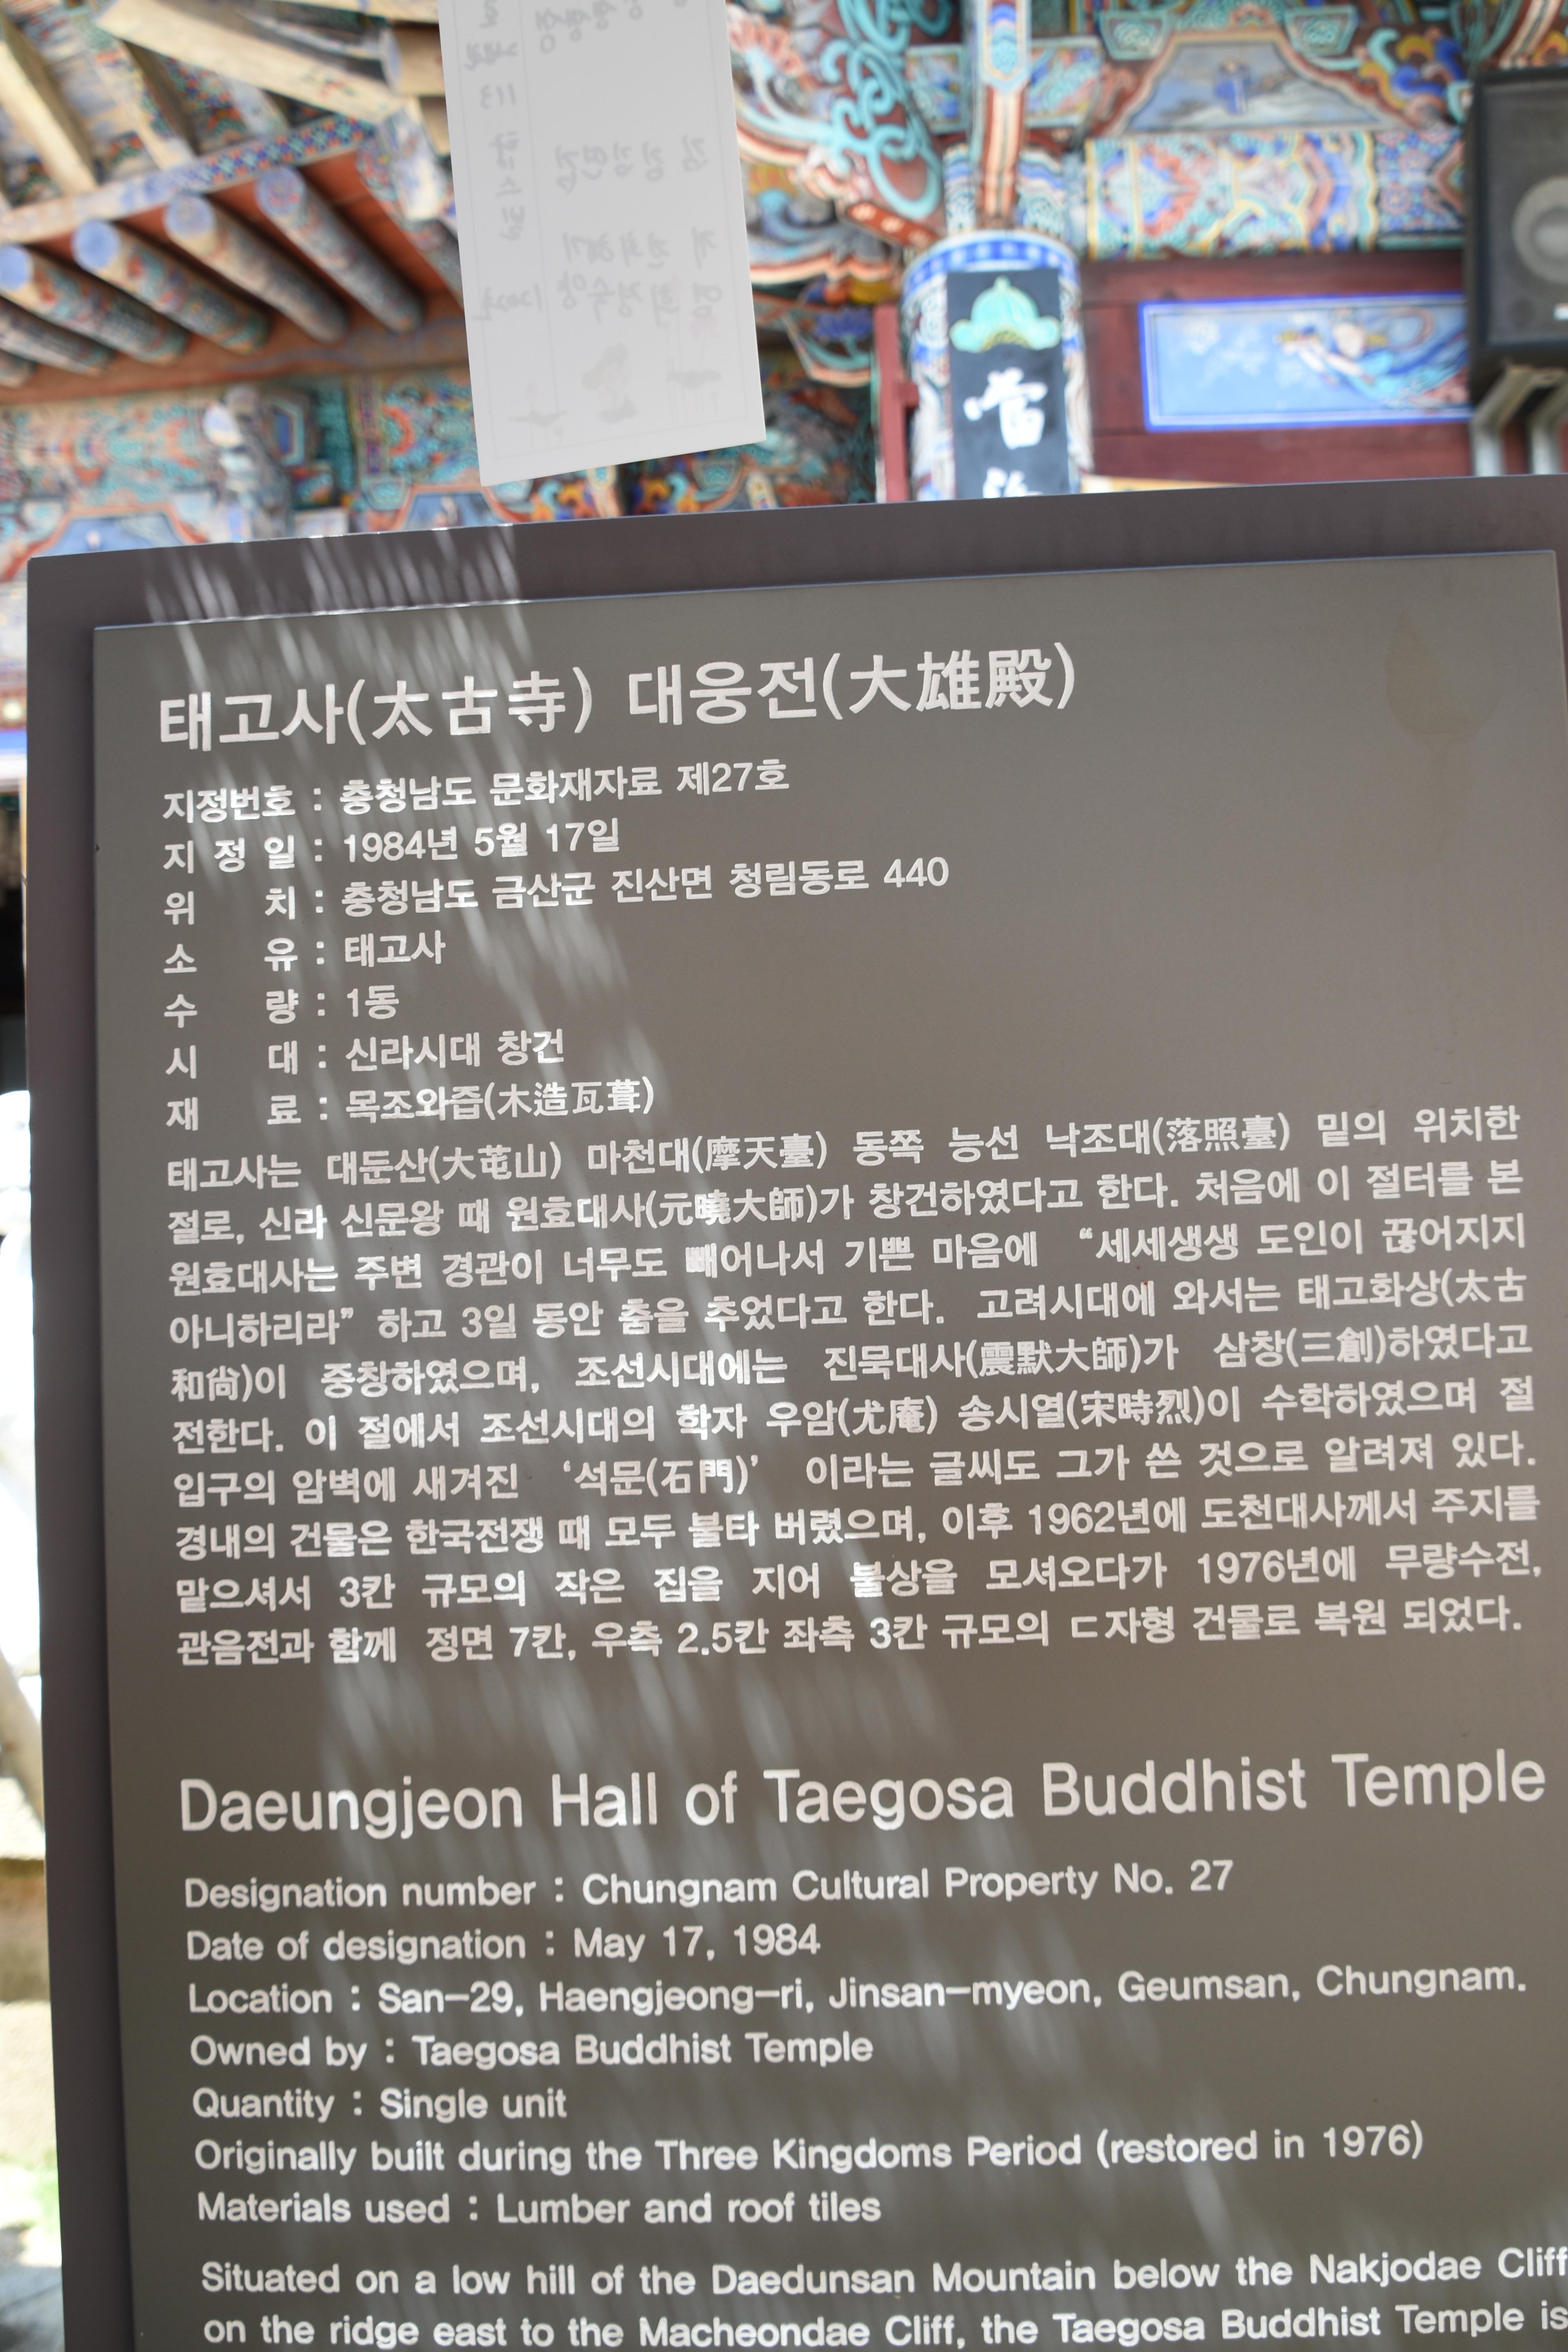 當
태고사(太古寺) 대웅전(大雄殿)
지정번호 : 충청남도 문화재자료 제27호
지 정 일 : 1984년 5월 17일
위 치 : 충청남도 금산군 진산면 청림동로 440
소 유 : 태고사
수 량 : 1동
시 대 : 신라시대 창건
재 료 : 목조와즙(木造瓦葺)
태고사는 대둔산(大芚山) 마천대(摩天臺) 동쪽 능선 낙조대(落照臺) 밑의 위치한
절로, 신라 신문왕 때 원효대사(元曉大師)가 창건하였다고 한다. 처음에 이 절터를 본
원효대사는 주변 경관이 너무도 빼어나서 기쁜 마음에 “세세생생 도인이 끊어지지
아니하리라” 하고 3일 동안 춤을 추었다고 한다. 고려시대에 와서는 태고화상(太古
和尙)이 중창하였으며, 조선시대에는 진묵대사(震默大師)가 삼창(三創)하였다고
전한다. 이 절에서 조선시대의 학자 우암(尤庵) 송시열(宋時烈)이 수학하였으며 절
입구의 암벽에 새겨진 ‘석문(石門)’ 이라는 글씨도 그가 쓴 것으로 알려져 있다.
경내의 건물은 한국전쟁 때 모두 불타 버렸으며, 이후 1962년에 도천대사께서 주지를
맡으셔서 3칸 규모의 작은 집을 지어 불상을 모셔오다가 1976년에 무량수전,
관음전과 함께 정면 7칸, 우측 2.5칸 좌측 3칸 규모의 ㄷ자형 건물로 복원 되었다.
Daeungjeon Hall of Taegosa Buddhist Temple
Designation number : Chungnam Cultural Property No. 27
Date of designation : May 17, 1984
Location : San-29, Haengjeong-ri, Jinsan-myeon, Geumsan, Chungnam.
Owned by : Taegosa Buddhist Temple
Quantity : Single unit
Originally built during the Three Kingdoms Period (restored in 1976)
Materials used : Lumber and roof tiles
Situated on a low hill of the Daedunsan Mountain below the Nakjodae Cliff
on the ridge east to the Macheondae Cliff, the Taegosa Buddhist Temple is